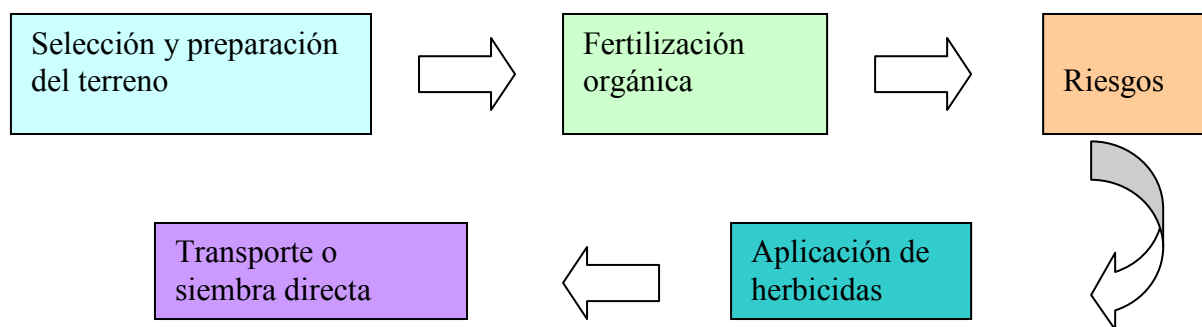 Selección y preparación
del terreno
Fertilización
orgánica
Riesgos
Aplicación de
herbicidas
Transporte o
siembra directa